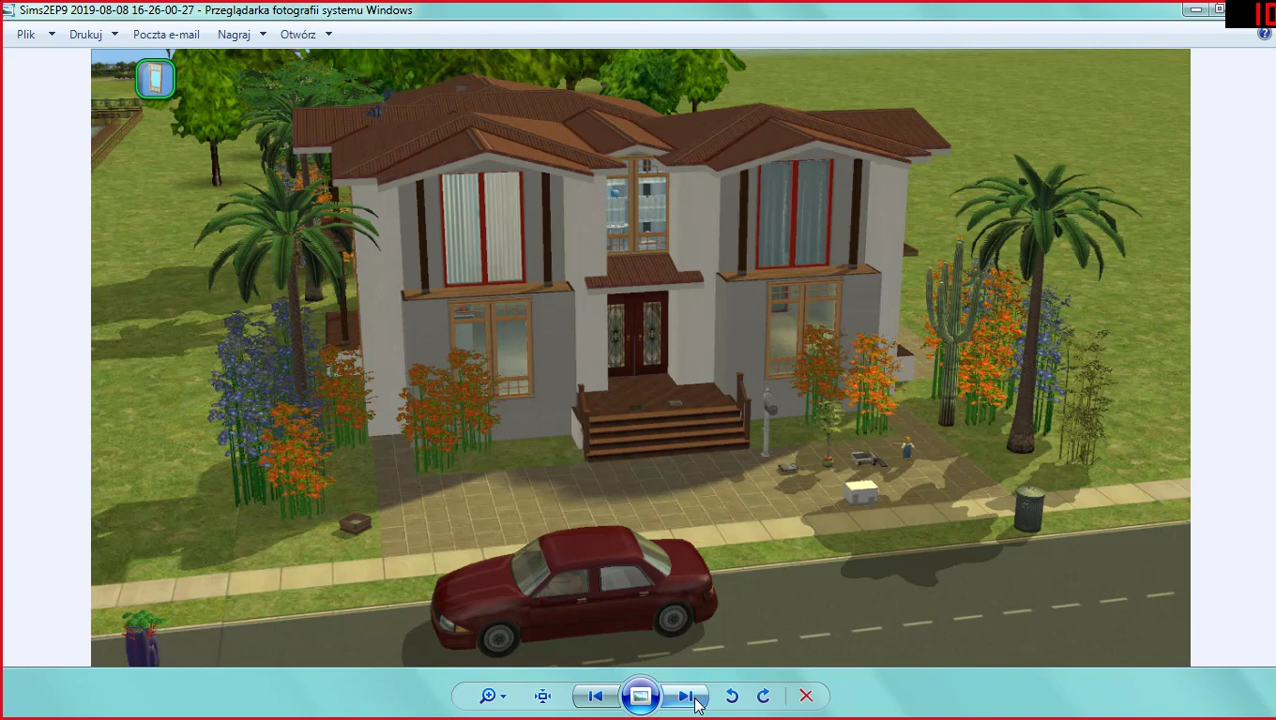 Sims2EP9 2019-08-08 16-26-00-27 - Przeglądarka fotografii systemu Windows
Plik Drukuj Poczta e-mail Nagraj Otwórz